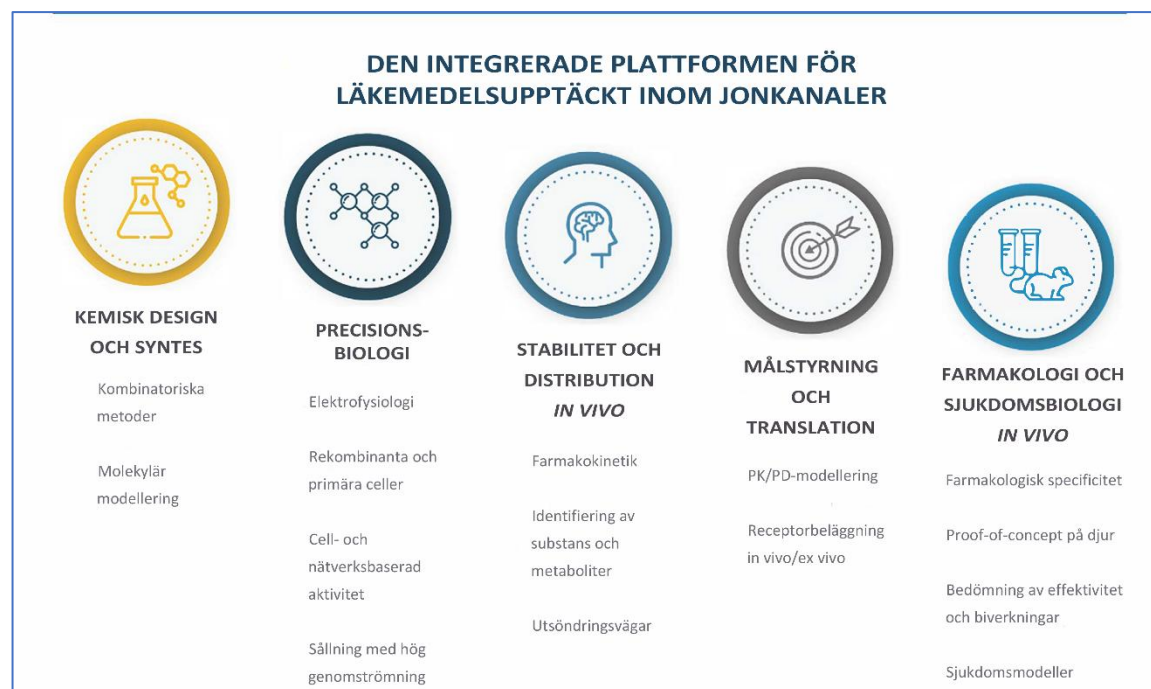 DEN INTEGRERADE PLATTFORMEN FÖR
LÄKEMEDELSUPPTÄCKT INOM JONKANALER
KEMISK DESIGN
OCH SYNTES
Kombinatoriska
metoder
Molekylär
modellering
PRECISIONS-
BIOLOGI
Elektrofysiologi
Rekombinanta och
primära celler
Cell- och
nätverksbaserad
aktivitet
Sållning med hög
genomströmning
STABILITET OCH
DISTRIBUTION
IN VIVO
Farmakokinetik
Identifiering av
substans och
metaboliter
Utsöndringsvägar
MÅLSTYRNING
OCH
TRANSLATION
PK/PD-modellering
Receptorbeläggning
in vivo/ex vivo
FARMAKOLOGI OCH
SJUKDOMSBIOLOGI
IN VIVO
Farmakologisk specificitet
Proof-of-concept på djur
Bedömning av effektivitet
och biverkningar
Sjukdomsmodeller